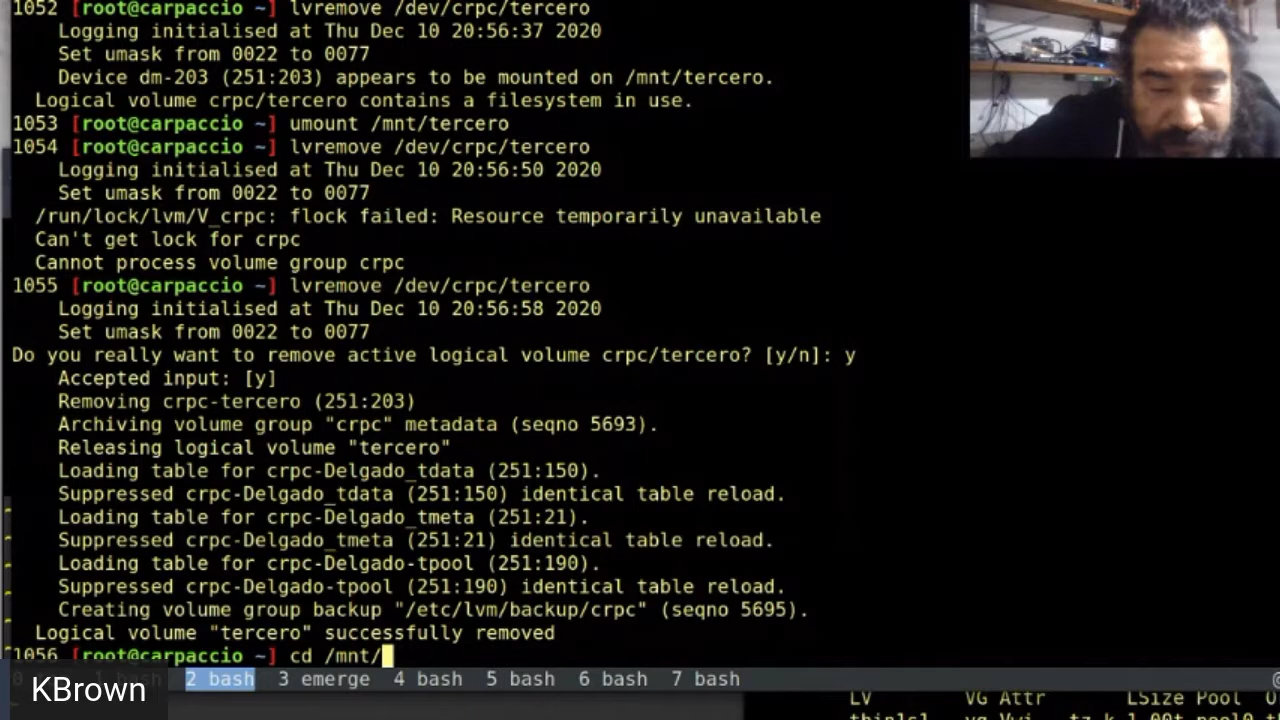 1052 [root@carpaccio ~] lvremove /dev/crpc/tercero
Logging initialised at Thu Dec 10 20:56:37 2020
Set umask from 0022 to 0077
Device dm-203 (251:203) appears to be mounted on /mnt/tercero.
Logical volume crpc/tercero contains a filesystem in use.
1053 [root@carpaccio ~] umount /mnt/tercero
1054 [root@carpaccio ~] lvremove /dev/crpc/tercero
Logging initialised at Thu Dec 10 20:56:50 2020
Set umask from 0022 to 0077
/run/lock/lvm/V_crpc: flock failed: Resource temporarily unavailable
Can't get lock for crpc
Cannot process volume group crpc
1055 [root@carpaccio ~] lvremove /dev/crpc/tercero
Logging initialised at Thu Dec 10 20:56:58 2020
Set umask from 0022 to 0077
Do you really want to remove active logical volume crpc/tercero? [y/n]: y
Accepted input: [y]
Removing crpc-tercero (251:203)
Archiving volume group "crpc" metadata (seqno 5693).
Releasing logical volume "tercero"
Loading table for crpc-Delgado_tdata (251:150).
Suppressed crpc-Delgado_tdata (251:150) identical table reload.
Loading table for crpc-Delgado_tmeta (251:21).
Suppressed crpc-Delgado_tmeta (251:21) identical table reload.
Loading table for crpc-Delgado-tpool (251:190).
Suppressed crpc-Delgado-tpool (251:190) identical table reload.
Creating volume group backup "/etc/lvm/backup/crpc" (seqno 5695).
Logical volume "tercero" successfully removed
1056 [root@carpaccio ~] cd /mnt/
2 bash 3 emerge 4 bash 5 bash 6 bash 7 bash
KBrown
LV VG Attr LSize Pool